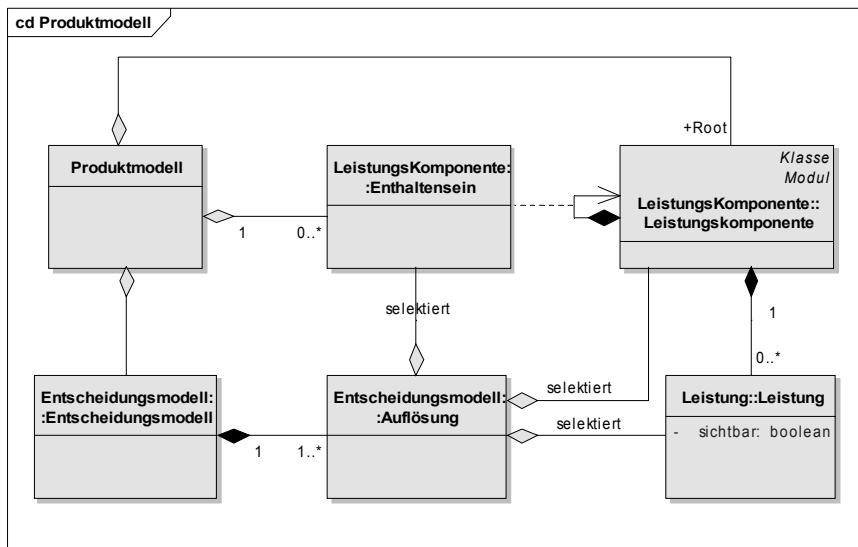 cd Produktmodell
+Root
Produktmodell
LeistungsKomponente:
:Enthaltensein
Klasse
Modul
LeistungsKomponente::
Leistungskomponente
1
0..*
selektiert
1
0..*
Entscheidungsmodell:
:Entscheidungsmodell
Entscheidungsmodell:
:Auflösung
selektiert
Leistung::Leistung
selektiert
- sichtbar: boolean
1
1..*